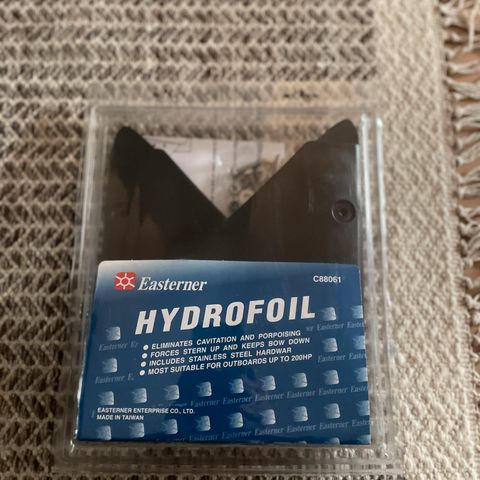 Easterner
C88061
HYDROFOIL
• ELIMINATES CAVITATION AND PORPOISING
• FORCES STERN UP AND KEEPS BOW DOWN
• INCLUDES STAINLESS STEEL HARDWAR
• MOST SUITABLE FOR OUTBOARDS UP TO 200HP
EASTERNER ENTERPRISE CO., LTD.
MADE IN TAIWAN